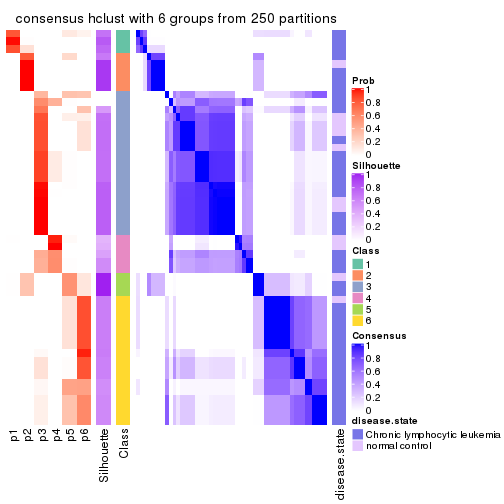 consensus hclust with 6 groups from 250 partitions
Prob
1
0.8
0.6
0.4
0.2
0
Silhouette
1
0.8
0.6
0.4
0.2
0
Class
1
2
3
4
5
6
Consensus
1
0.8
0.6
0.4
0.2
0
disease.state
Chronic lymphocytic leukemia
normal control
p1
p2
p3
p4
p5
p6
Silhouette
Class
disease.state